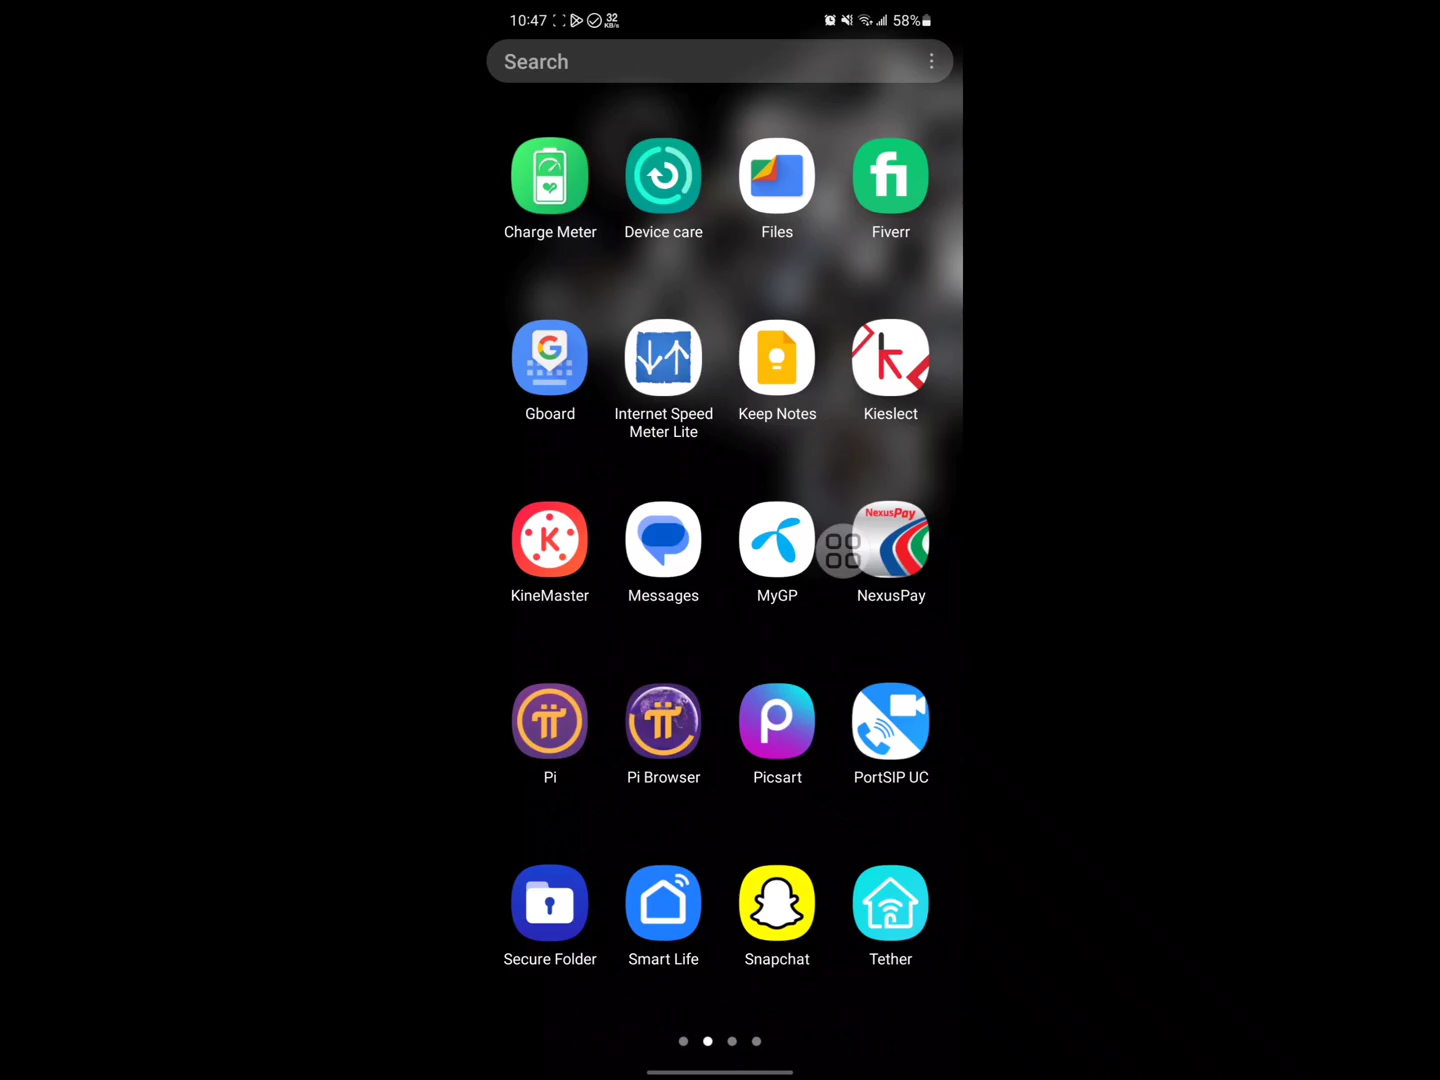 10:47 32 KB/s 58%
Search
Charge Meter Device care Files Fiverr
Gboard Internet Speed Meter Lite Keep Notes Kieslect
NexusPay
KineMaster Messages MyGP NexusPay
Pi Pi Browser Picsart PortSIP UC
Secure Folder Smart Life Snapchat Tether